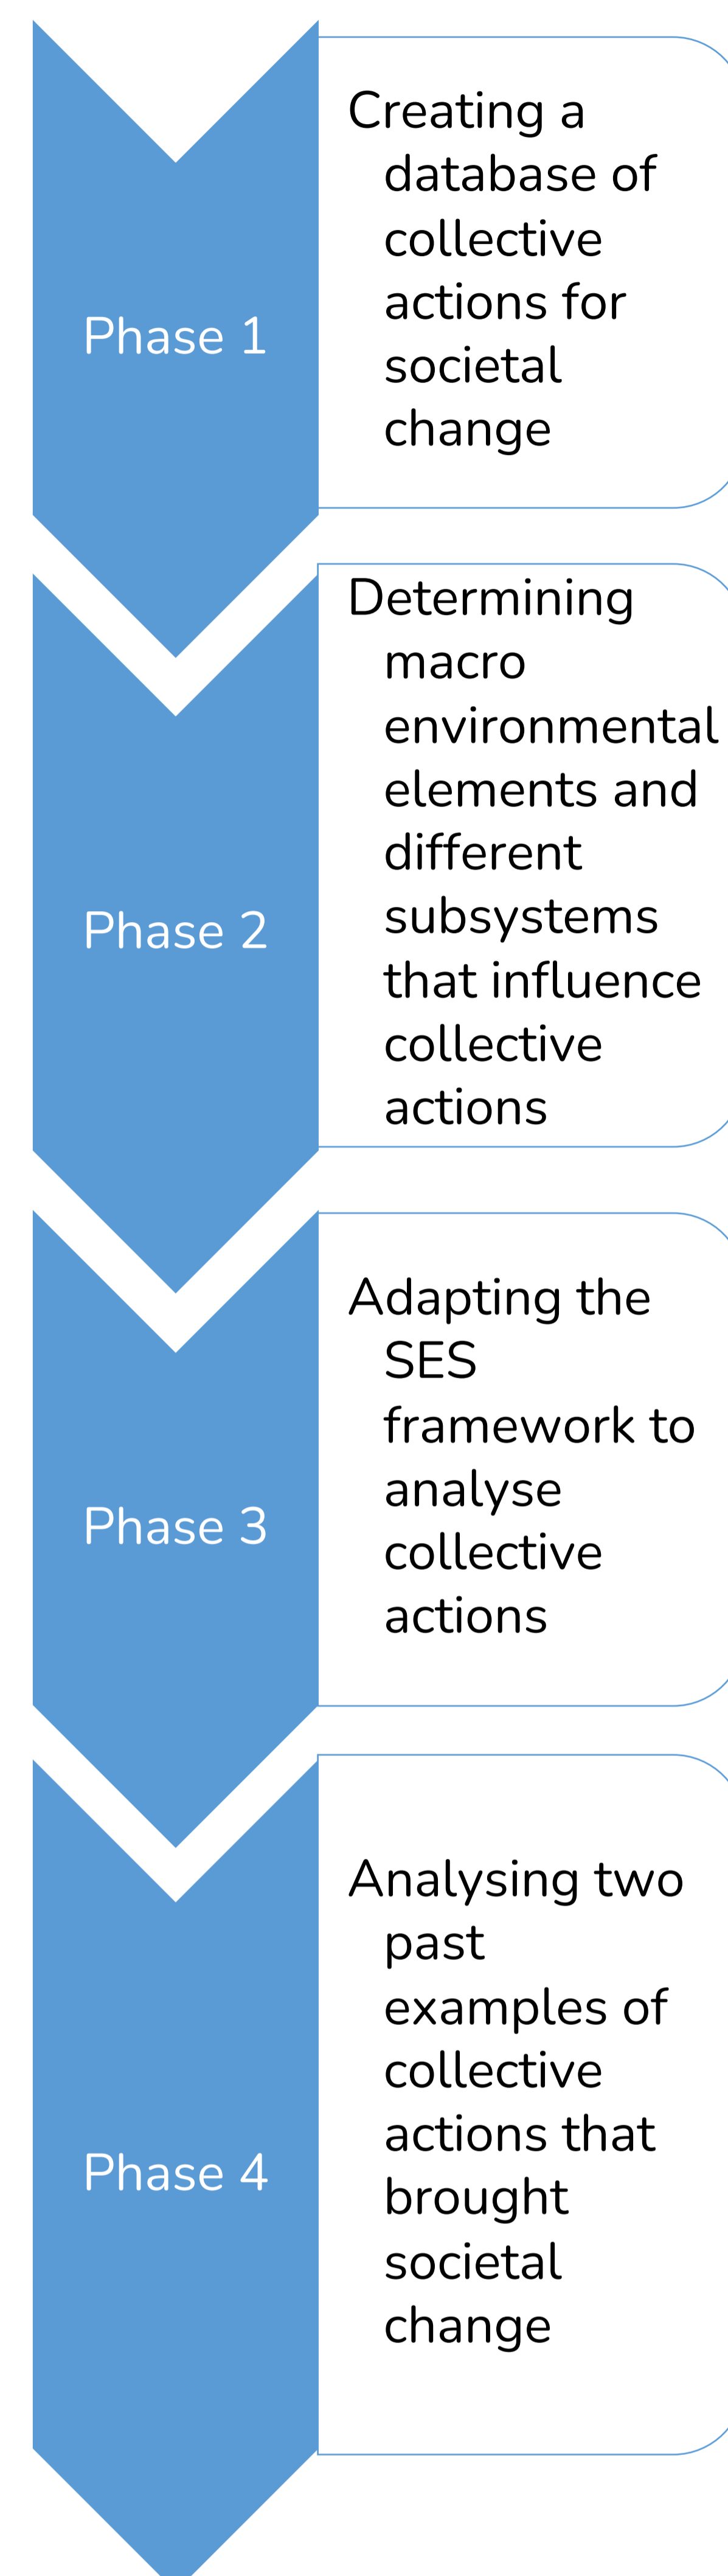 Phase 1
Creating a
database of
collective
actions for
societal
change
Phase 2
Determining
macro
environmental
elements and
different
subsystems
that influence
collective
actions
Phase 3
Adapting the
SES
framework to
analyse
collective
actions
Phase 4
Analysing two
past
examples of
collective
actions that
brought
societal
change